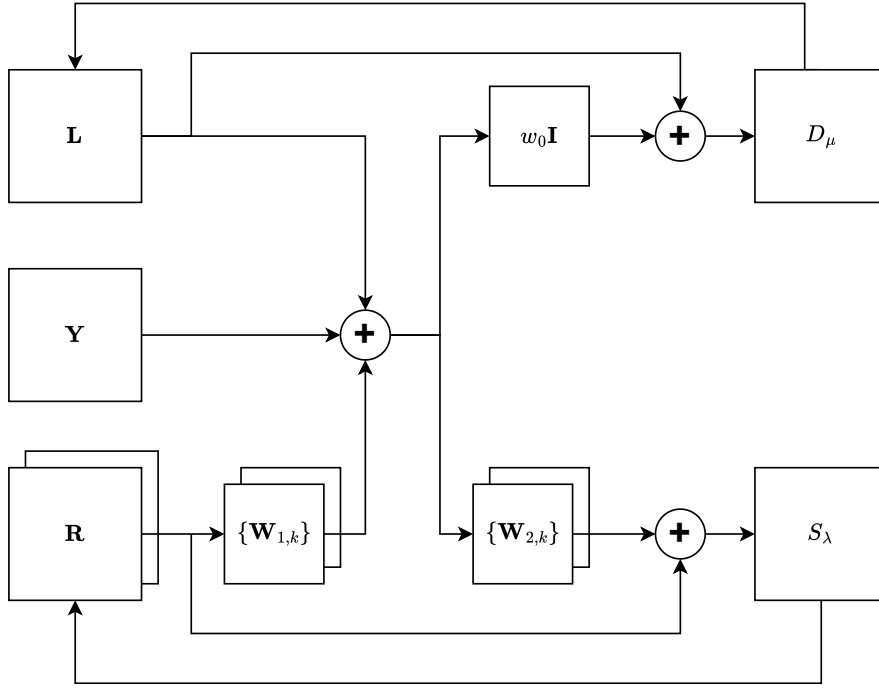 L
w₀I
+
D_μ
Y
+
R
{W₁,ₖ}
{W₂,ₖ}
+
S_λ